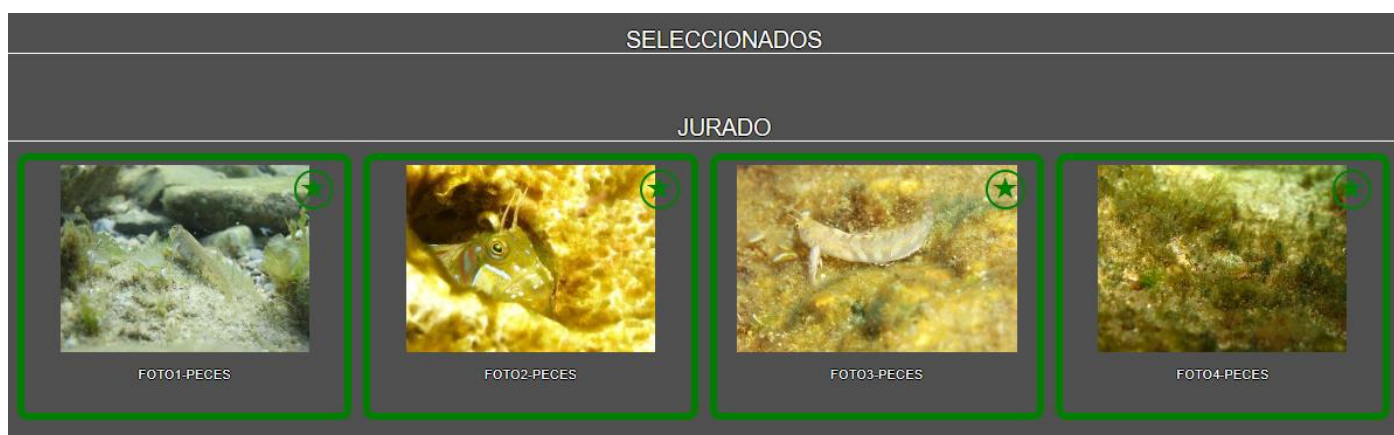 SELECCIONADOS
JURADO
FOTO1-PECES
FOTO2-PECES
FOTO3-PECES
FOTO4-PECES